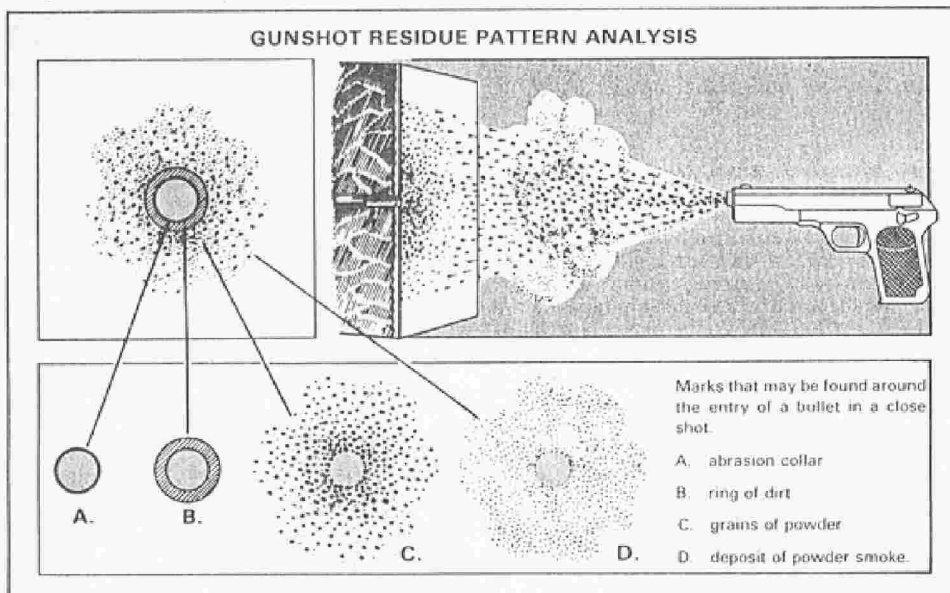 GUNSHOT RESIDUE PATTERN ANALYSIS
A.
B.
C.
D.
Marks that may be found around
the entry of a bullet in a close
shot.
A. abrasion collar
B. ring of dirt
C. grains of powder
D. deposit of powder smoke.